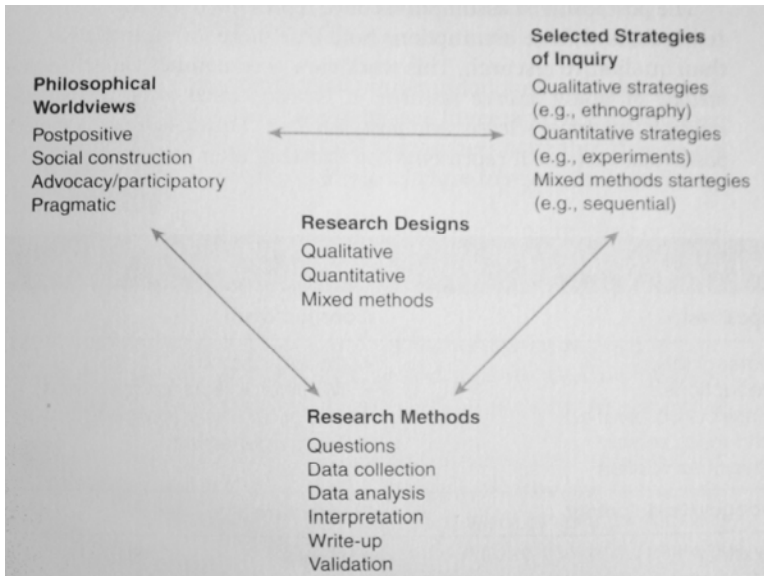 Philosophical
Worldviews
Postpositive
Social construction
Advocacy/participatory
Pragmatic
Selected Strategies
of Inquiry
Qualitative strategies
(e.g., ethnography)
Quantitative strategies
(e.g., experiments)
Mixed methods startegies
(e.g., sequential)
Research Designs
Qualitative
Quantitative
Mixed methods
Research Methods
Questions
Data collection
Data analysis
Interpretation
Write-up
Validation